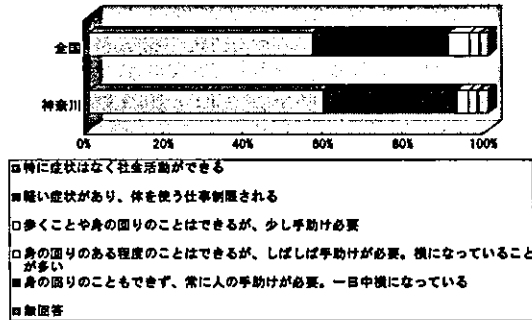 全国
神奈川
0% 20% 40% 60% 80% 100%
特に症状はなく社生活動ができる
軽い症状があり、体を使う仕事制限される
歩くことや身の回りのことはできるが、少し手助け必要
身の回りのある程度のことはできるが、しばしば手助けが必要。横になっていること
が多い
身の回りのこともできず、常に人の手助けが必要。一日中横になっている
無回答